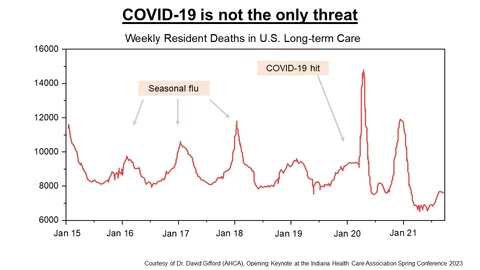 COVID-19 is not the only threat
Weekly Resident Deaths in U.S. Long-term Care
16000
14000
12000
10000
8000
6000
Seasonal flu
COVID-19 hit
Jan 15 Jan 16 Jan 17 Jan 18 Jan 19 Jan 20 Jan 21
Courtesy of Dr. David Gifford (AHCA), Opening Keynote at the Indiana Health Care Association Spring Conference 2023